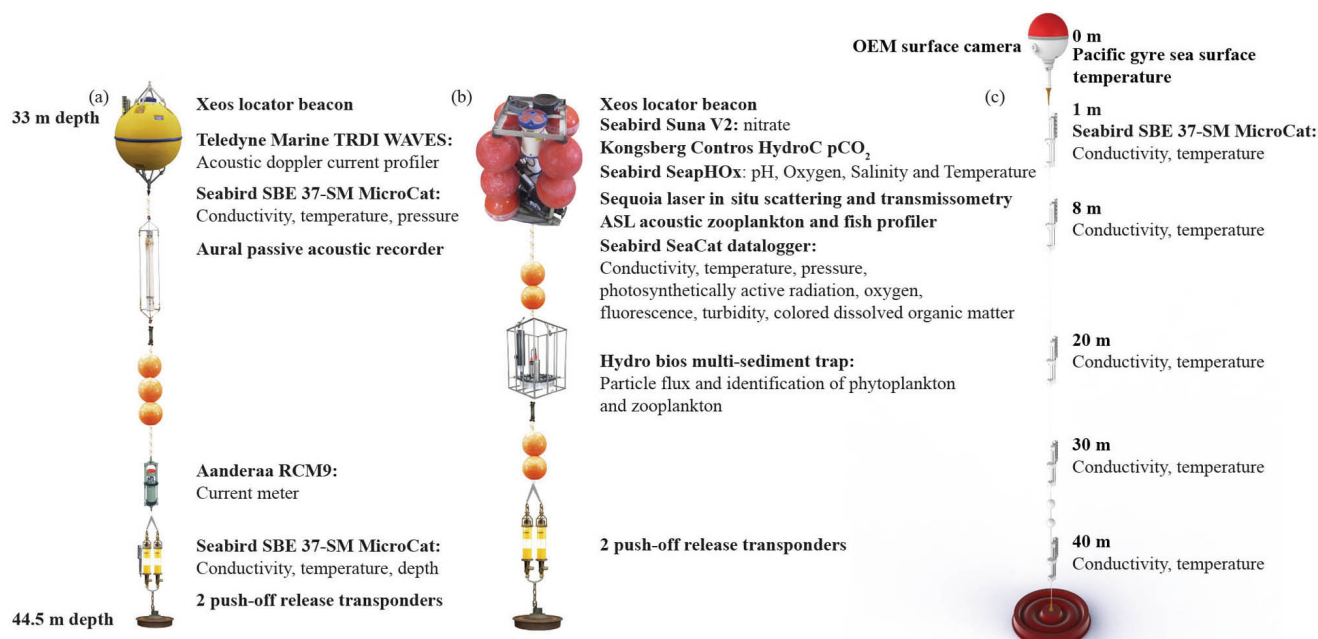 (a)
33 m depth
Xeos locator beacon
Teledyne Marine TRDI WAVES:
Acoustic doppler current profiler
Seabird SBE 37-SM MicroCat:
Conductivity, temperature, pressure
Aural passive acoustic recorder
Aanderaa RCM9:
Current meter
Seabird SBE 37-SM MicroCat:
Conductivity, temperature, depth
2 push-off release transponders
44.5 m depth
(b)
Xeos locator beacon
Seabird Suna V2: nitrate
Kongsberg Contros HydroC pCO₂
Seabird SeapHOx: pH, Oxygen, Salinity and Temperature
Sequoia laser in situ scattering and transmissometry
ASL acoustic zooplankton and fish profiler
Seabird SeaCat datalogger:
Conductivity, temperature, pressure,
photosynthetically active radiation, oxygen,
fluorescence, turbidity, colored dissolved organic matter
Hydro bios multi-sediment trap:
Particle flux and identification of phytoplankton
and zooplankton
2 push-off release transponders
(c)
OEM surface camera
0 m
Pacific gyre sea surface
temperature
1 m
Seabird SBE 37-SM MicroCat:
Conductivity, temperature
8 m
Conductivity, temperature
20 m
Conductivity, temperature
30 m
Conductivity, temperature
40 m
Conductivity, temperature